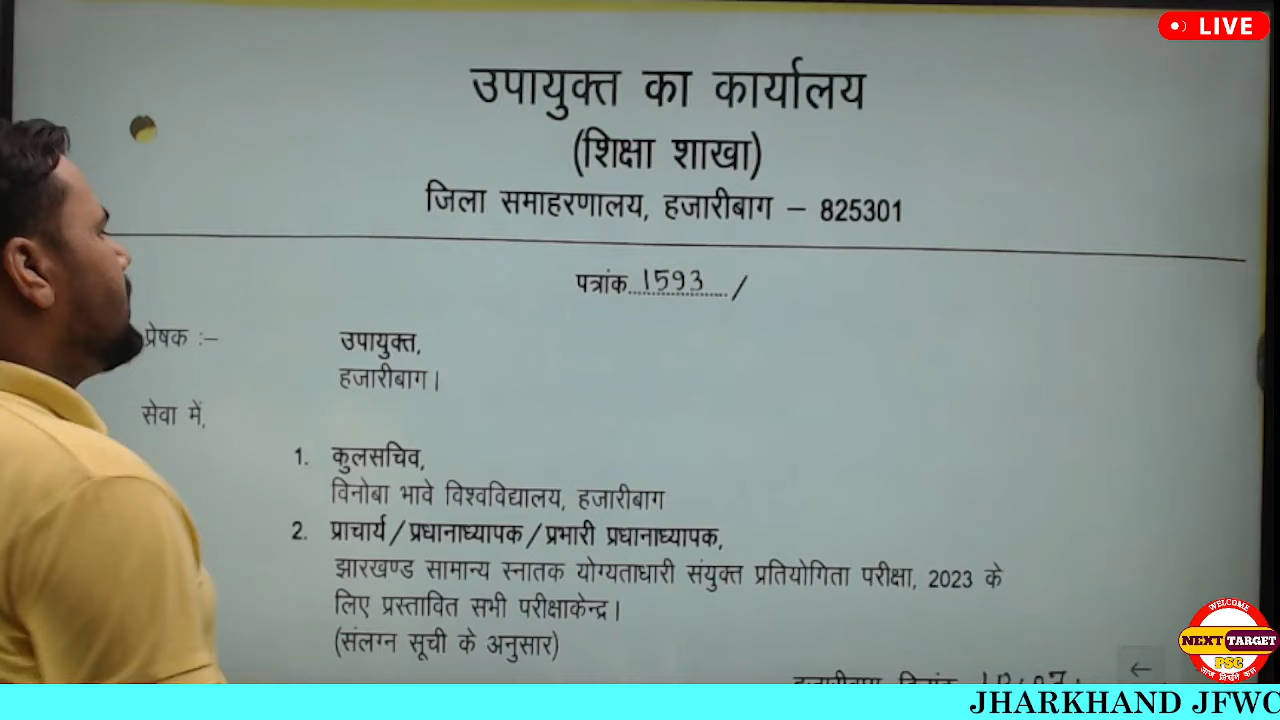 LIVE
उपायुक्त का कार्यालय
(शिक्षा शाखा)
जिला समाहरणालय, हजारीबाग – 825301
पत्रांक 1593 /
प्रेषक :–
उपायुक्त,
हजारीबाग।
सेवा में,
1. कुलसचिव,
विनोबा भावे विश्वविद्यालय, हजारीबाग
2. प्राचार्य / प्रधानाध्यापक / प्रभारी प्रधानाध्यापक,
झारखण्ड सामान्य स्नातक योग्यताधारी संयुक्त प्रतियोगिता परीक्षा, 2023 के
लिए प्रस्तावित सभी परीक्षाकेन्द्र।
(संलग्न सूची के अनुसार)
WELCOME
NEXT TARGET
PSC
JHARKHAND JFWC